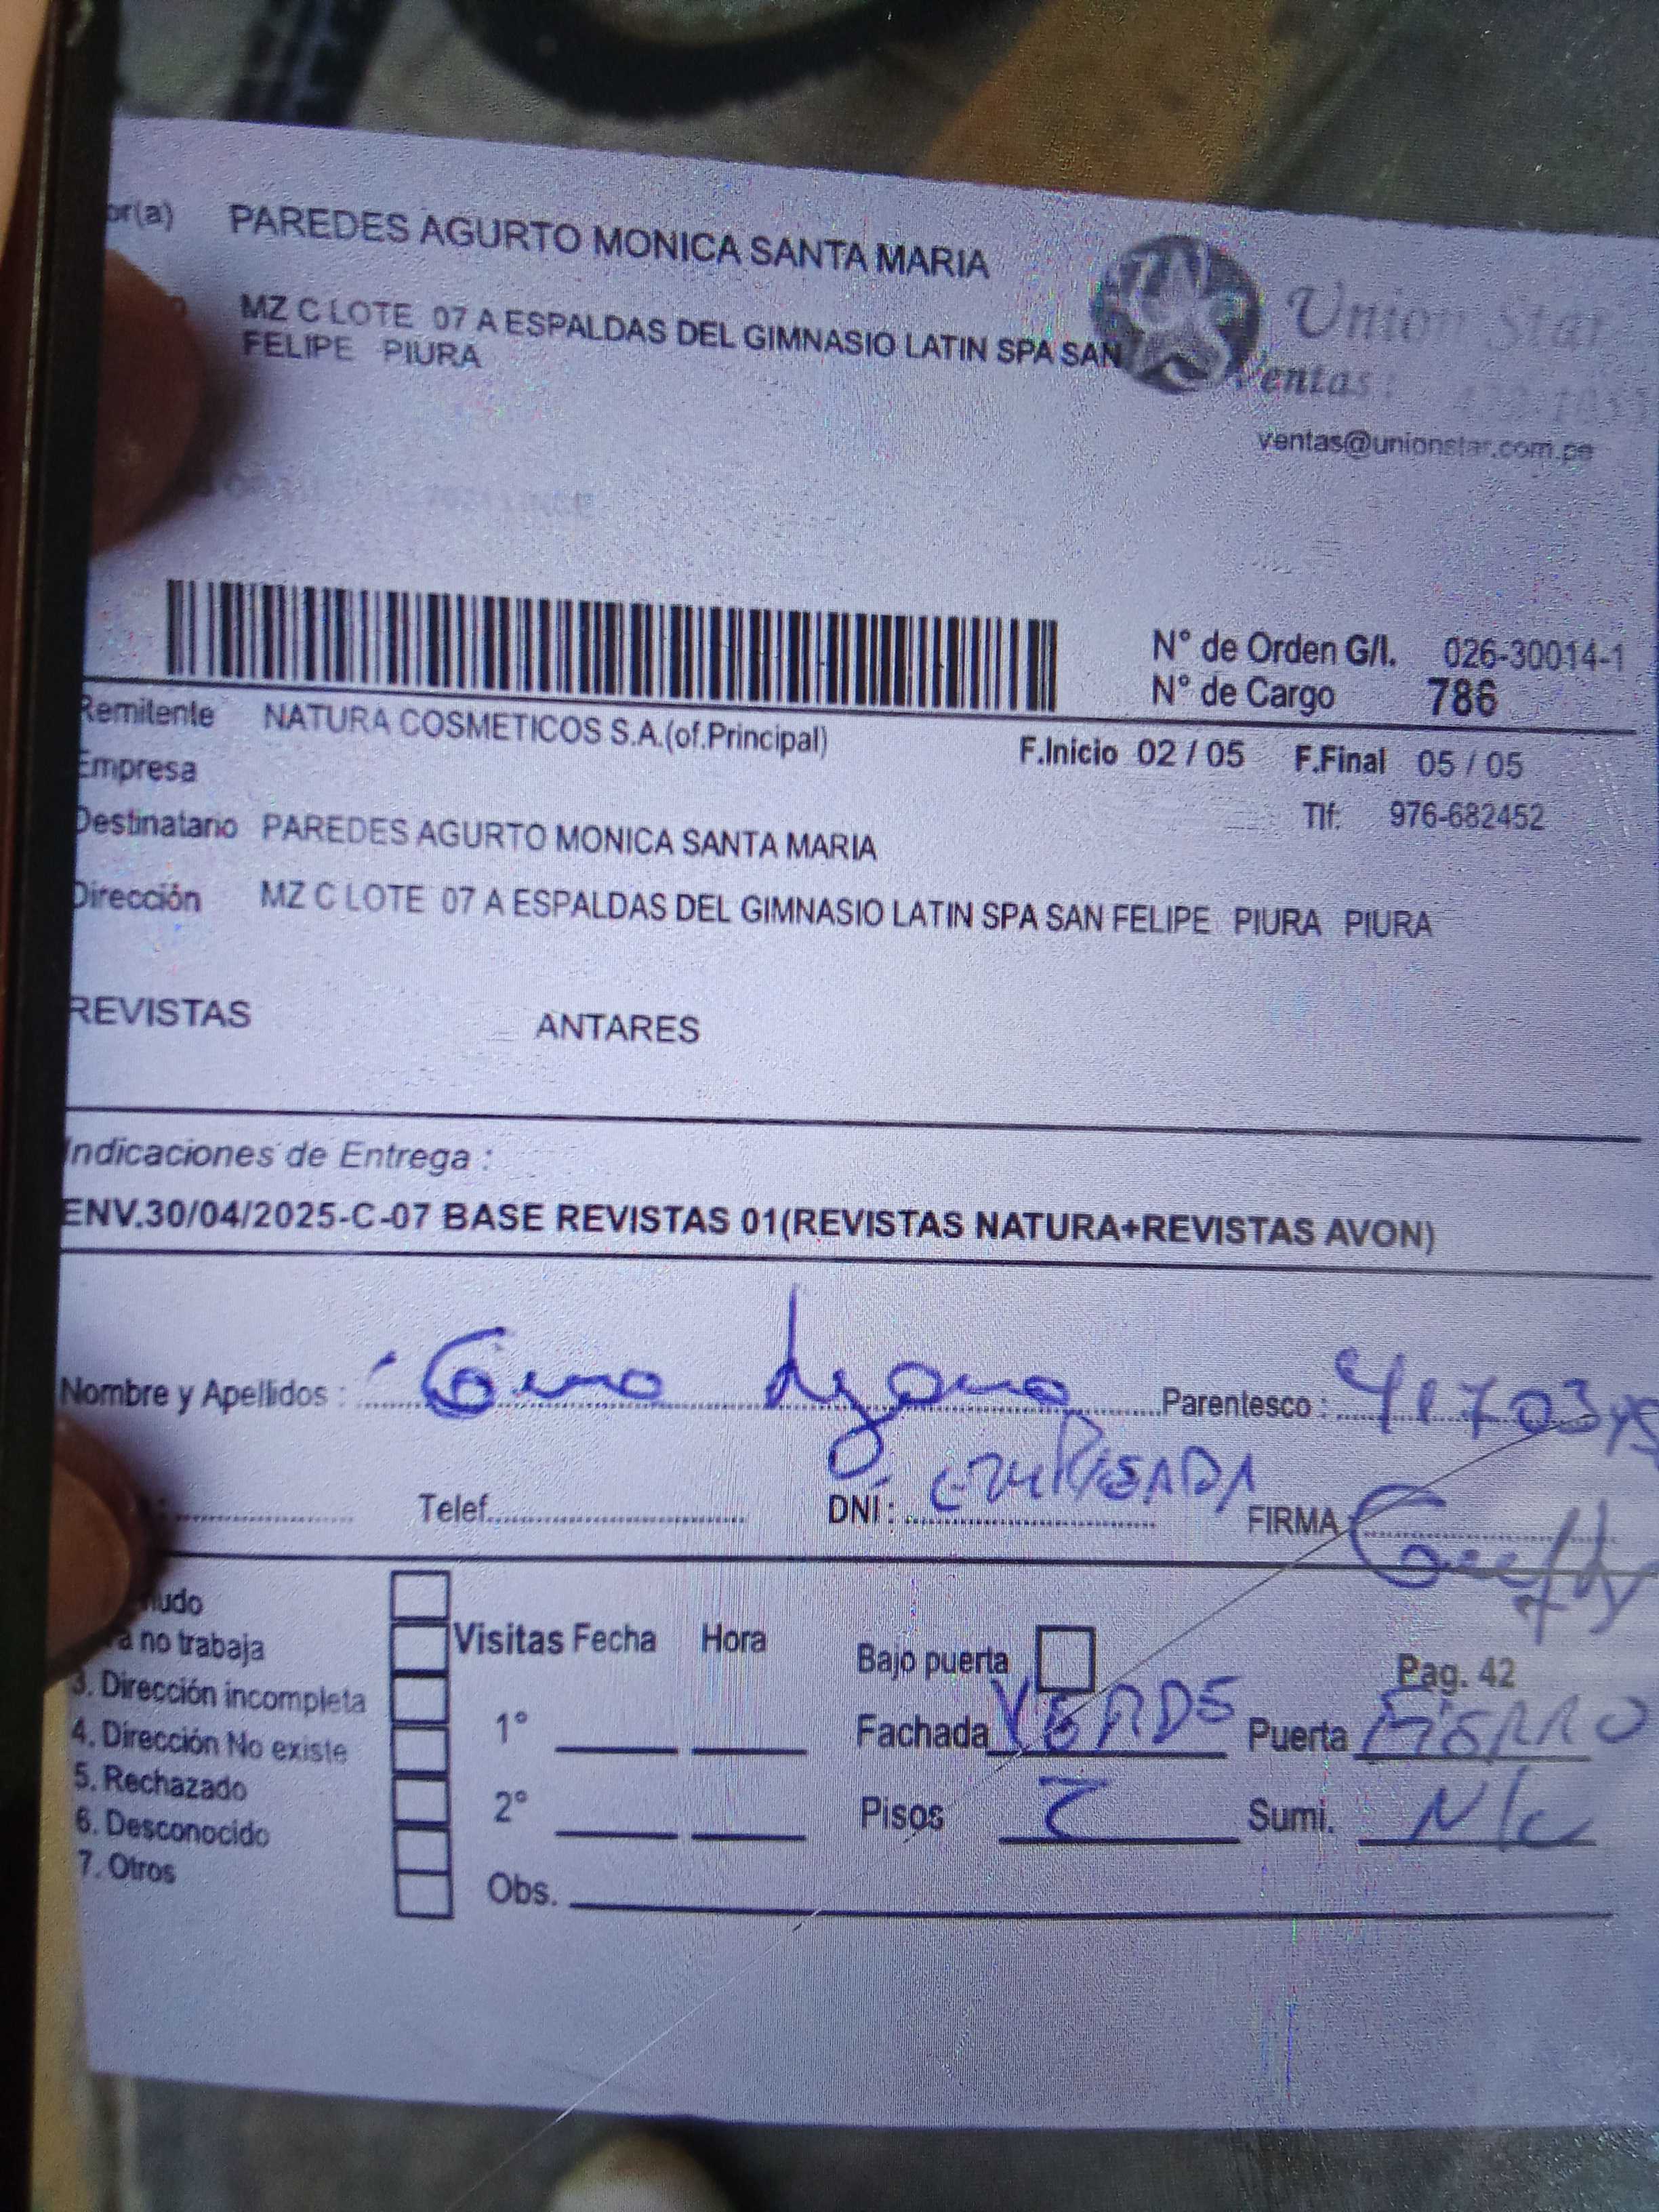 or(a) PAREDES AGURTO MONICA SANTA MARIA
MZ C LOTE 07 A ESPALDAS DEL GIMNASIO LATIN SPA SAN
FELIPE PIURA
Union Star
Ventas:
ventas@unionstar.com.pe
N° de Orden G/I. 026-30014-1
N° de Cargo 786
Remitente NATURA COSMETICOS S.A.(of.Principal) F.Inicio 02 / 05 F.Final 05 / 05
Empresa
Tlf: 976-682452
Destinatario PAREDES AGURTO MONICA SANTA MARIA
Dirección MZ C LOTE 07 A ESPALDAS DEL GIMNASIO LATIN SPA SAN FELIPE PIURA PIURA
REVISTAS ANTARES
Indicaciones de Entrega :
ENV.30/04/2025-C-07 BASE REVISTAS 01(REVISTAS NATURA+REVISTAS AVON)
Nombre y Apellidos : Parentesco : 
Telef. DNI : FIRMA
udo
a no trabaja
3. Dirección incompleta
4. Dirección No existe
5. Rechazado
6. Desconocido
7. Otros
Visitas Fecha Hora
1°
2°
Obs.
Bajo puerta Pag. 42
Fachada VERDE Puerta FIERRO
Pisos 2 Sumi. N/C